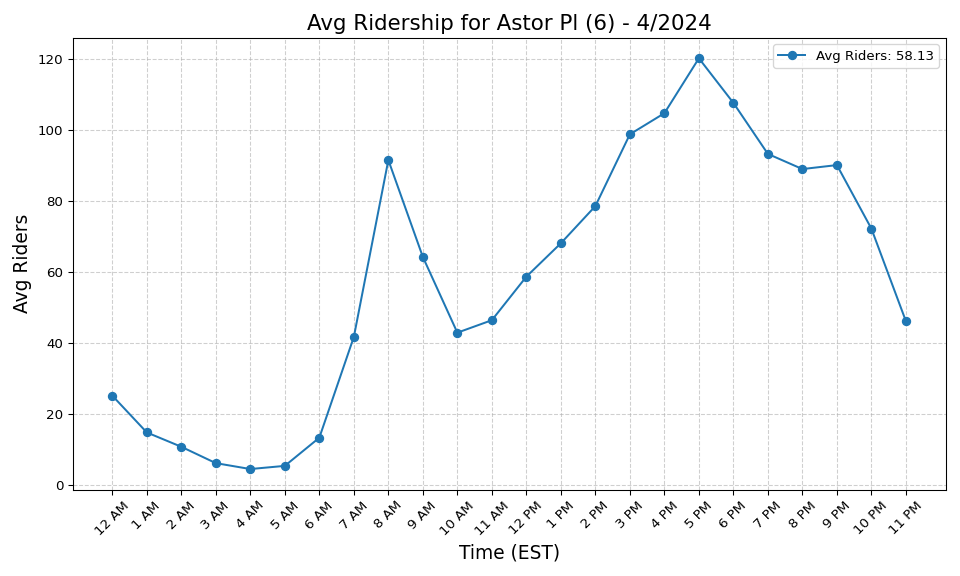 Avg Ridership for Astor Pl (6) - 4/2024
Avg Riders: 58.13
Avg Riders
120
100
80
60
40
20
0
12 AM
1 AM
2 AM
3 AM
4 AM
5 AM
6 AM
7 AM
8 AM
9 AM
10 AM
11 AM
12 PM
1 PM
2 PM
3 PM
4 PM
5 PM
6 PM
7 PM
8 PM
9 PM
10 PM
11 PM
Time (EST)